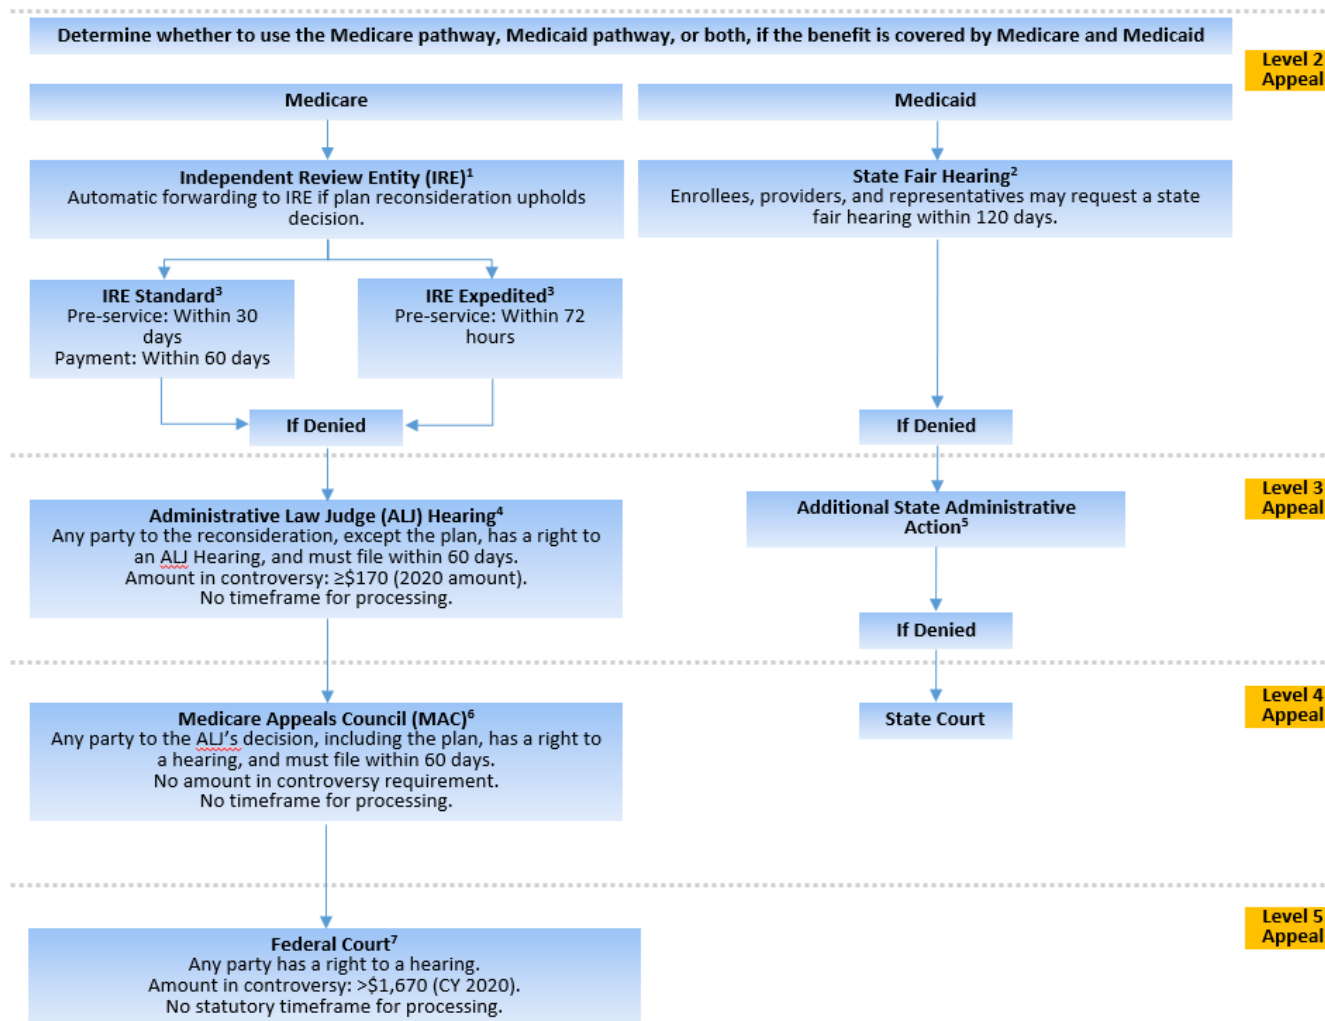 Determine whether to use the Medicare pathway, Medicaid pathway, or both, if the benefit is covered by Medicare and Medicaid
Level 2
Appeal
Medicare
Medicaid
Independent Review Entity (IRE)¹
Automatic forwarding to IRE if plan reconsideration upholds
decision.
State Fair Hearing²
Enrollees, providers, and representatives may request a state
fair hearing within 120 days.
IRE Standard³
Pre-service: Within 30
days
Payment: Within 60 days
IRE Expedited³
Pre-service: Within 72
hours
If Denied
If Denied
Level 3
Appeal
Administrative Law Judge (ALJ) Hearing⁴
Any party to the reconsideration, except the plan, has a right to
an ALJ Hearing, and must file within 60 days.
Amount in controversy: ≥$170 (2020 amount).
No timeframe for processing.
Additional State Administrative
Action⁵
If Denied
Level 4
Appeal
Medicare Appeals Council (MAC)⁶
Any party to the ALJ's decision, including the plan, has a right to
a hearing, and must file within 60 days.
No amount in controversy requirement.
No timeframe for processing.
State Court
Level 5
Appeal
Federal Court⁷
Any party has a right to a hearing.
Amount in controversy: >$1,670 (CY 2020).
No statutory timeframe for processing.